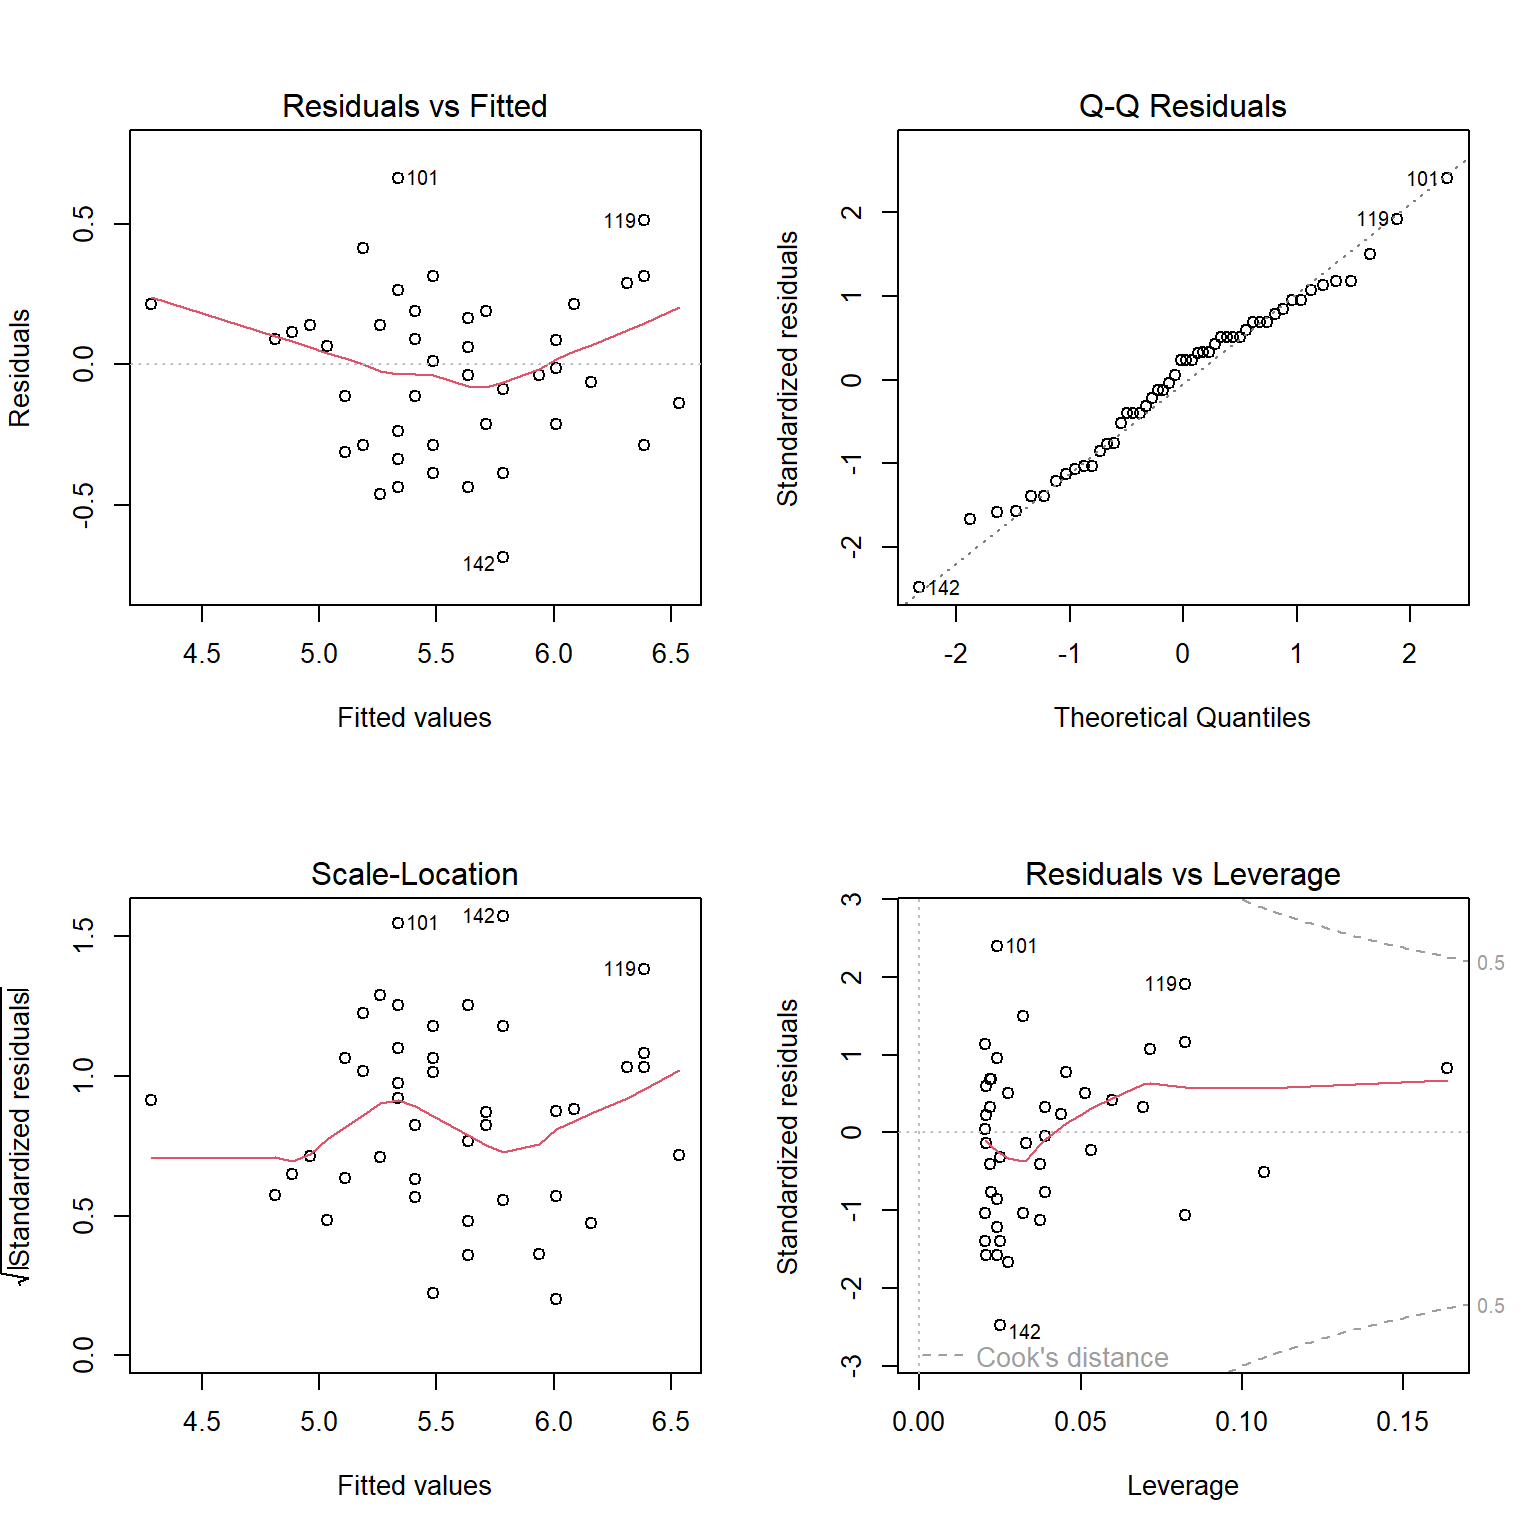 Residuals vs Fitted
Residuals
0.5
0.0
-0.5
101
119
142
4.5 5.0 5.5 6.0 6.5
Fitted values
Q-Q Residuals
Standardized residuals
2
1
0
-1
-2
101
119
142
-2 -1 0 1 2
Theoretical Quantiles
Scale-Location
√|Standardized residuals|
1.5
1.0
0.5
0.0
101
142
119
4.5 5.0 5.5 6.0 6.5
Fitted values
Residuals vs Leverage
Standardized residuals
3
2
1
0
-1
-2
-3
101
119
142
0.5
0.5
Cook's distance
0.00 0.05 0.10 0.15
Leverage